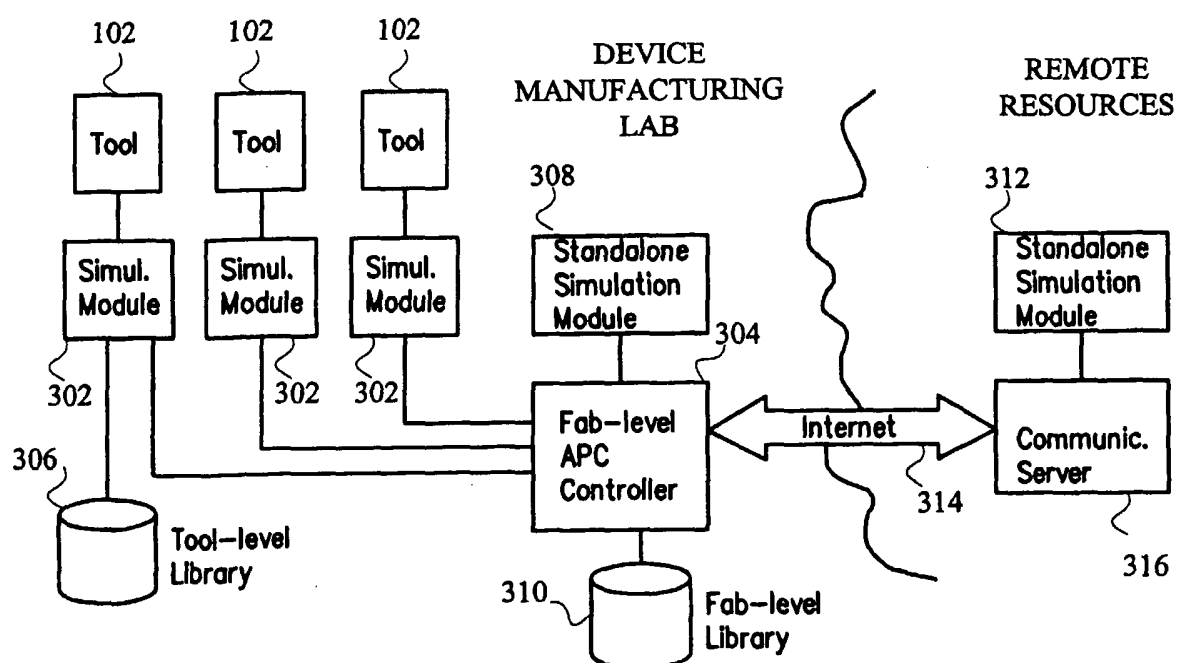 102
102
102
DEVICE
MANUFACTURING
LAB
REMOTE
RESOURCES
Tool
Tool
Tool
308
312
Simul.
Module
Simul.
Module
Simul.
Module
Standalone
Simulation
Module
Standalone
Simulation
Module
302
302
302
304
Fab-level
APC
Controller
Internet
Communic.
Server
314
316
306
Tool-level
Library
310
Fab-level
Library